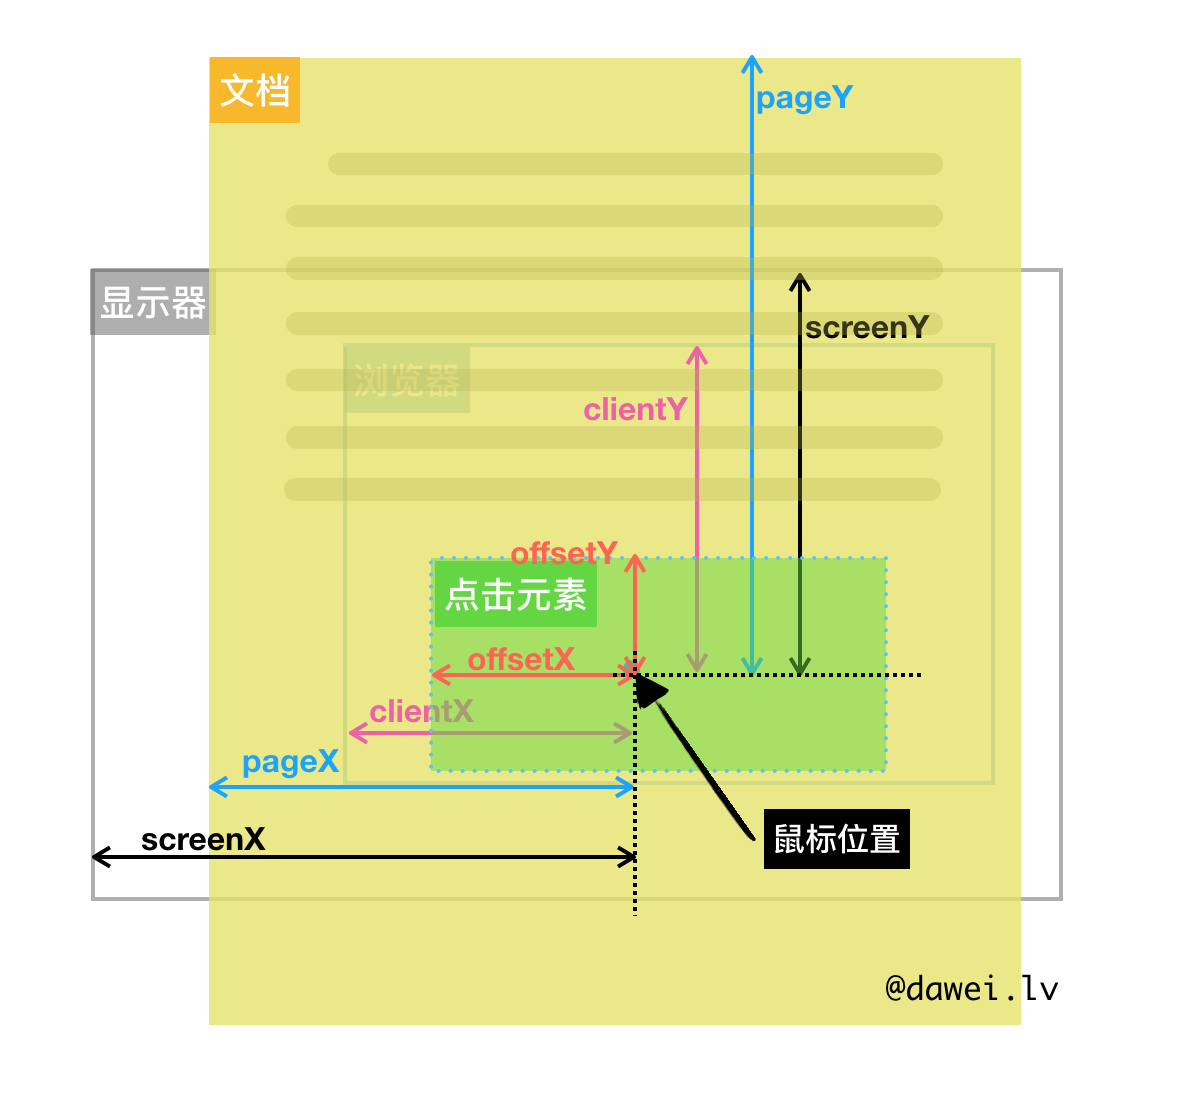 文档
pageY
显示器
screenY
浏览器
clientY
offsetY
点击元素
offsetX
clientX
pageX
screenX
鼠标位置
@dawei.lv